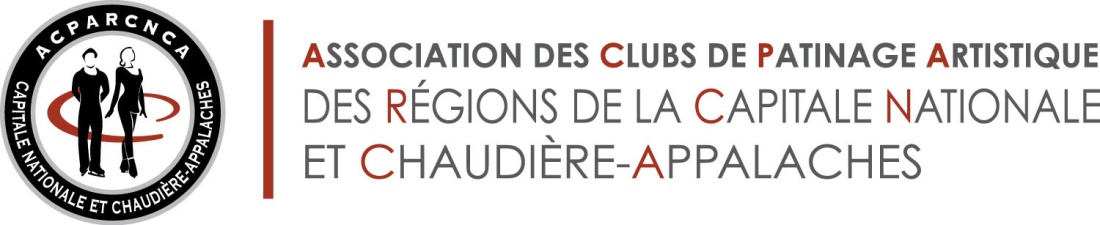 ACPARCNCA
CAPITALE NATIONALE ET CHAUDIÈRE-APPALACHES
ASSOCIATION DES CLUBS DE PATINAGE ARTISTIQUE
DES RÉGIONS DE LA CAPITALE NATIONALE
ET CHAUDIÈRE-APPALACHES